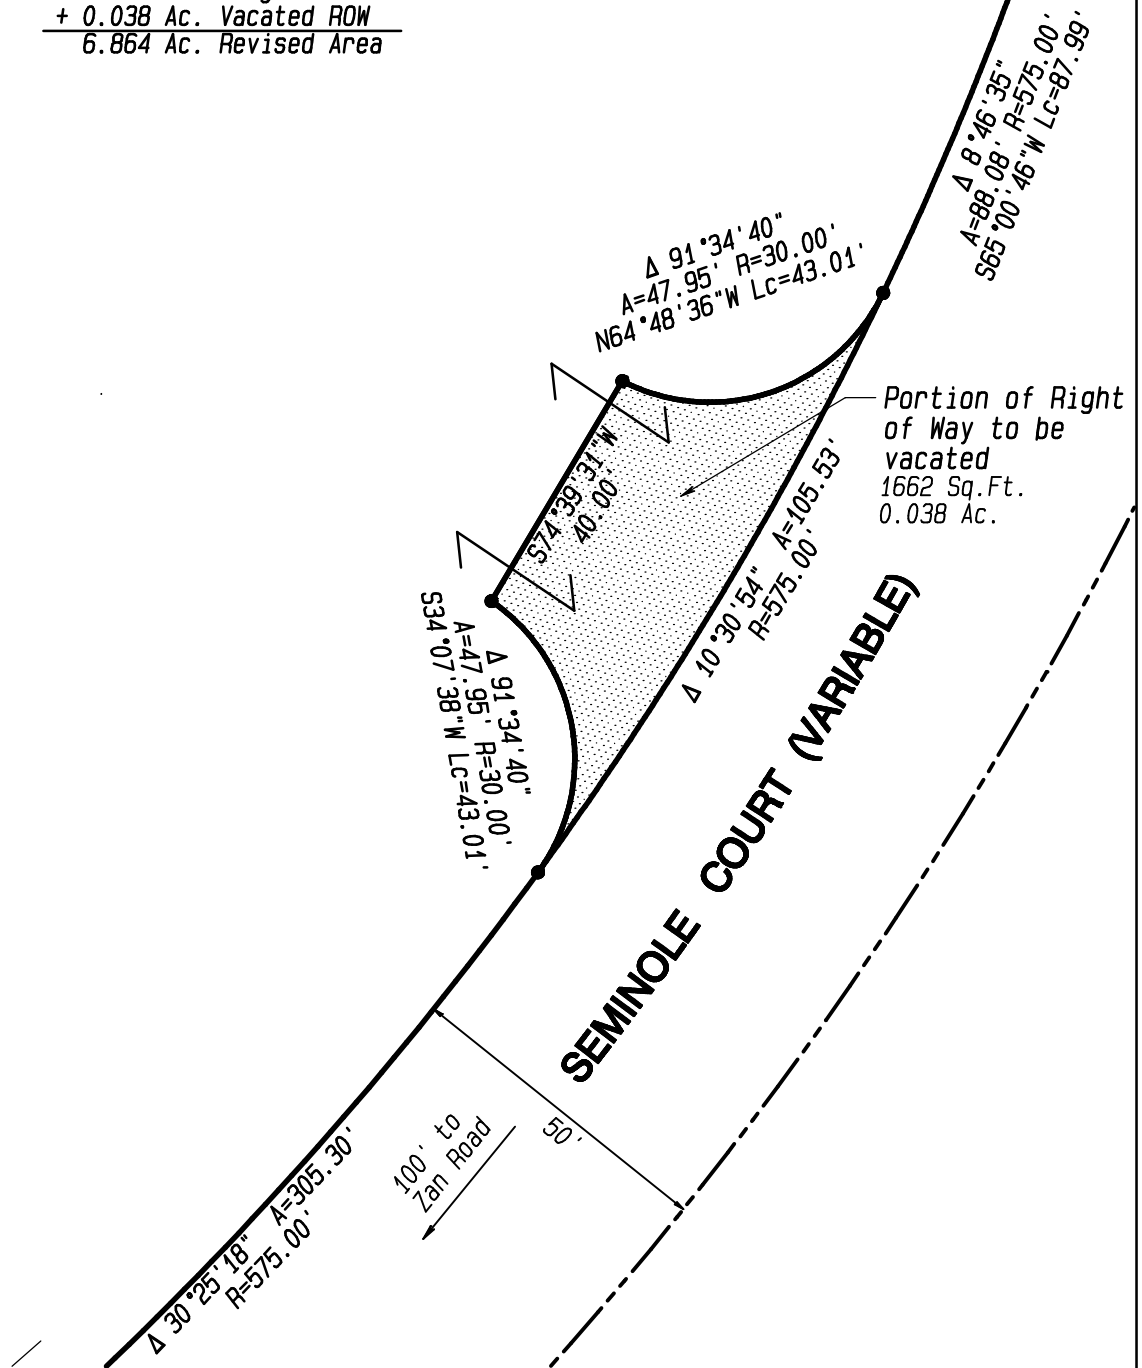 + 0.038 Ac. Vacated ROW
6.864 Ac. Revised Area
Δ 8°46'35"
A=88.08' R=575.00'
S65°00'46"W Lc=87.99'
Δ 91°34'40"
A=47.95' R=30.00'
N64°48'36"W Lc=43.01'
Portion of Right
of Way to be
vacated
1662 Sq.Ft.
0.038 Ac.
S74°39'31"W
40.00'
Δ 10°30'54" A=105.53'
R=575.00'
Δ 91°34'40"
A=47.95' R=30.00'
S34°07'38"W Lc=43.01'
SEMINOLE COURT (VARIABLE)
50'
100' to
Zan Road
Δ 30°25'18" A=305.30'
R=575.00'